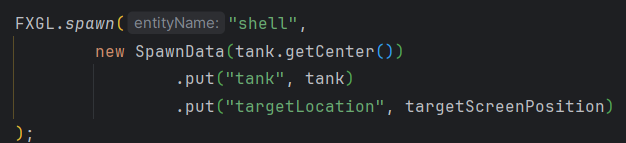 FXGL.spawn( entityName: "shell",
        new SpawnData(tank.getCenter())
                .put("tank", tank)
                .put("targetLocation", targetScreenPosition)
);